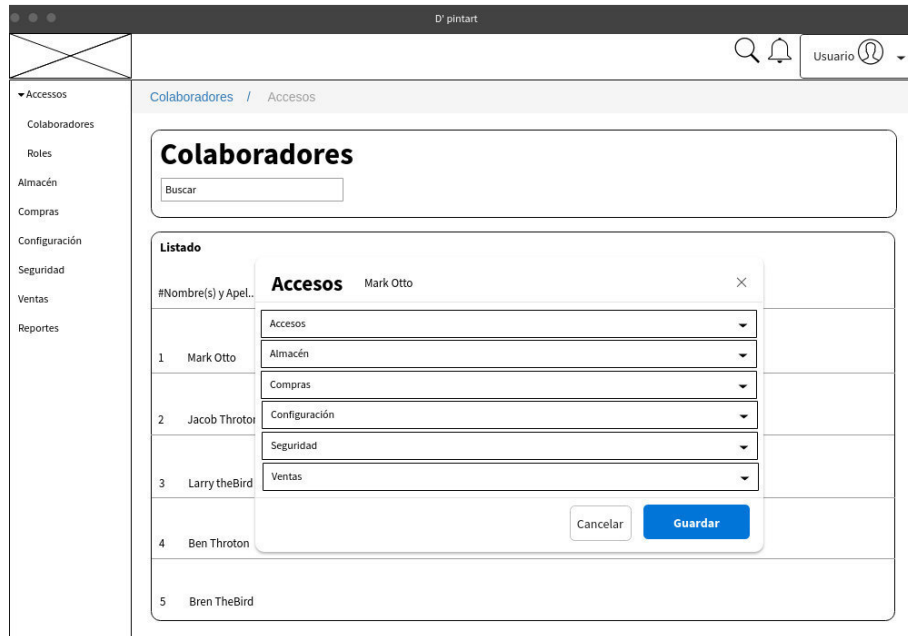 D' pintart
Usuario
Accessos
Colaboradores
Roles
Almacén
Compras
Configuración
Seguridad
Ventas
Reportes
Colaboradores / Accesos
Colaboradores
Buscar
Listado
#Nombre(s) y Apel..
1 Mark Otto
2 Jacob Throton
3 Larry theBird
4 Ben Throton
5 Bren TheBird
Accesos Mark Otto
Accesos
Almacén
Compras
Configuración
Seguridad
Ventas
Cancelar Guardar